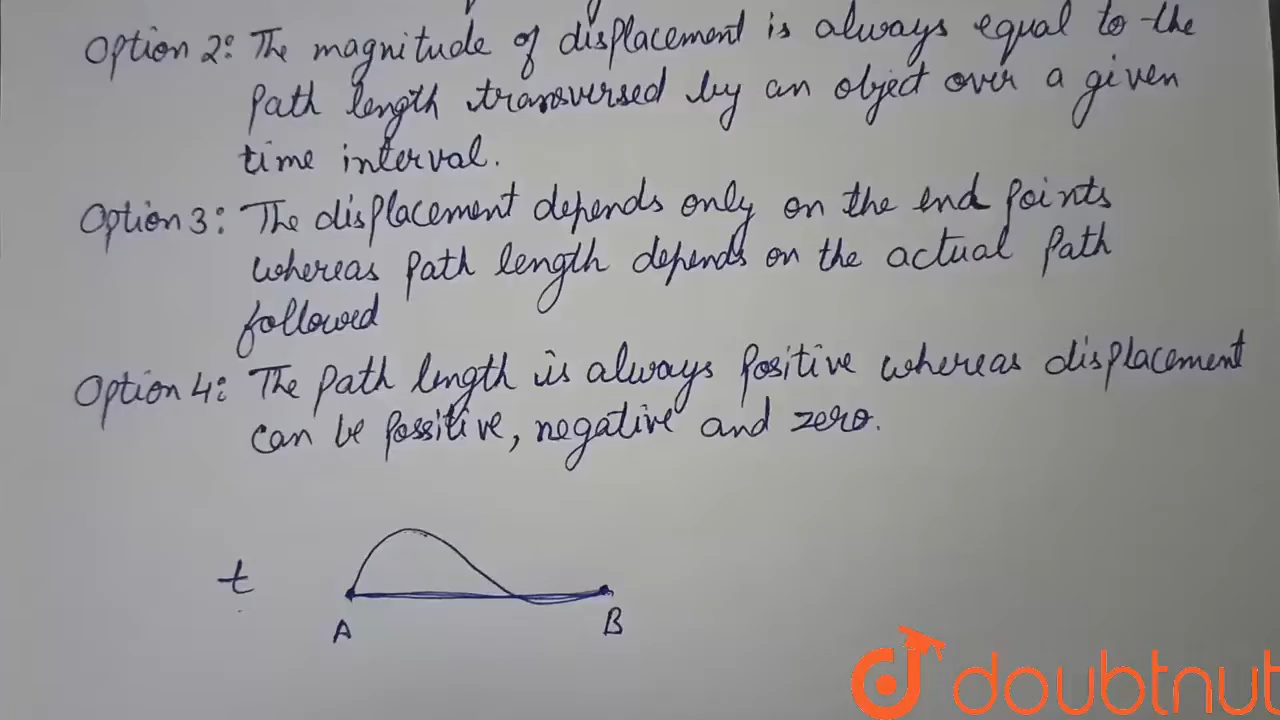 Option 2: The magnitude of displacement is always equal to the
Path length transversed by an object over a given
time interval.
Option 3: The displacement depends only on the end points
whereas path length depends on the actual Path
followed
Option 4: The path length is always positive whereas displacement
can be possitive, negative and zero.
t
A
B
doubtnut